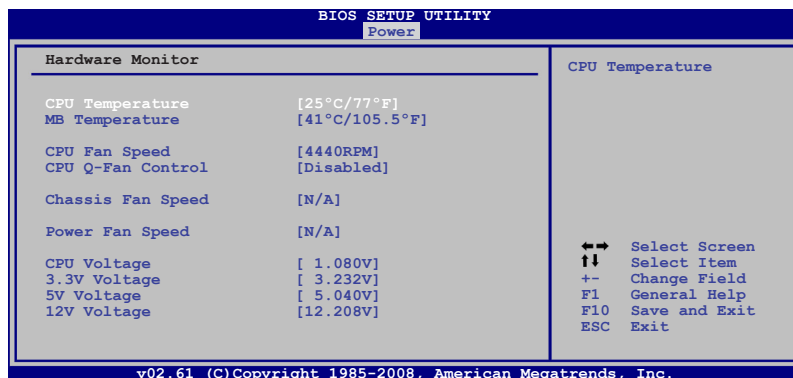 BIOS SETUP UTILITY
Power
Hardware Monitor
CPU Temperature [25°C/77°F]
MB Temperature [41°C/105.5°F]
CPU Fan Speed [4440RPM]
CPU Q-Fan Control [Disabled]
Chassis Fan Speed [N/A]
Power Fan Speed [N/A]
CPU Voltage [ 1.080V]
3.3V Voltage [ 3.232V]
5V Voltage [ 5.040V]
12V Voltage [12.208V]
CPU Temperature
←→ Select Screen
↑↓ Select Item
+- Change Field
F1 General Help
F10 Save and Exit
ESC Exit
v02.61 (C)Copyright 1985-2008, American Megatrends, Inc.